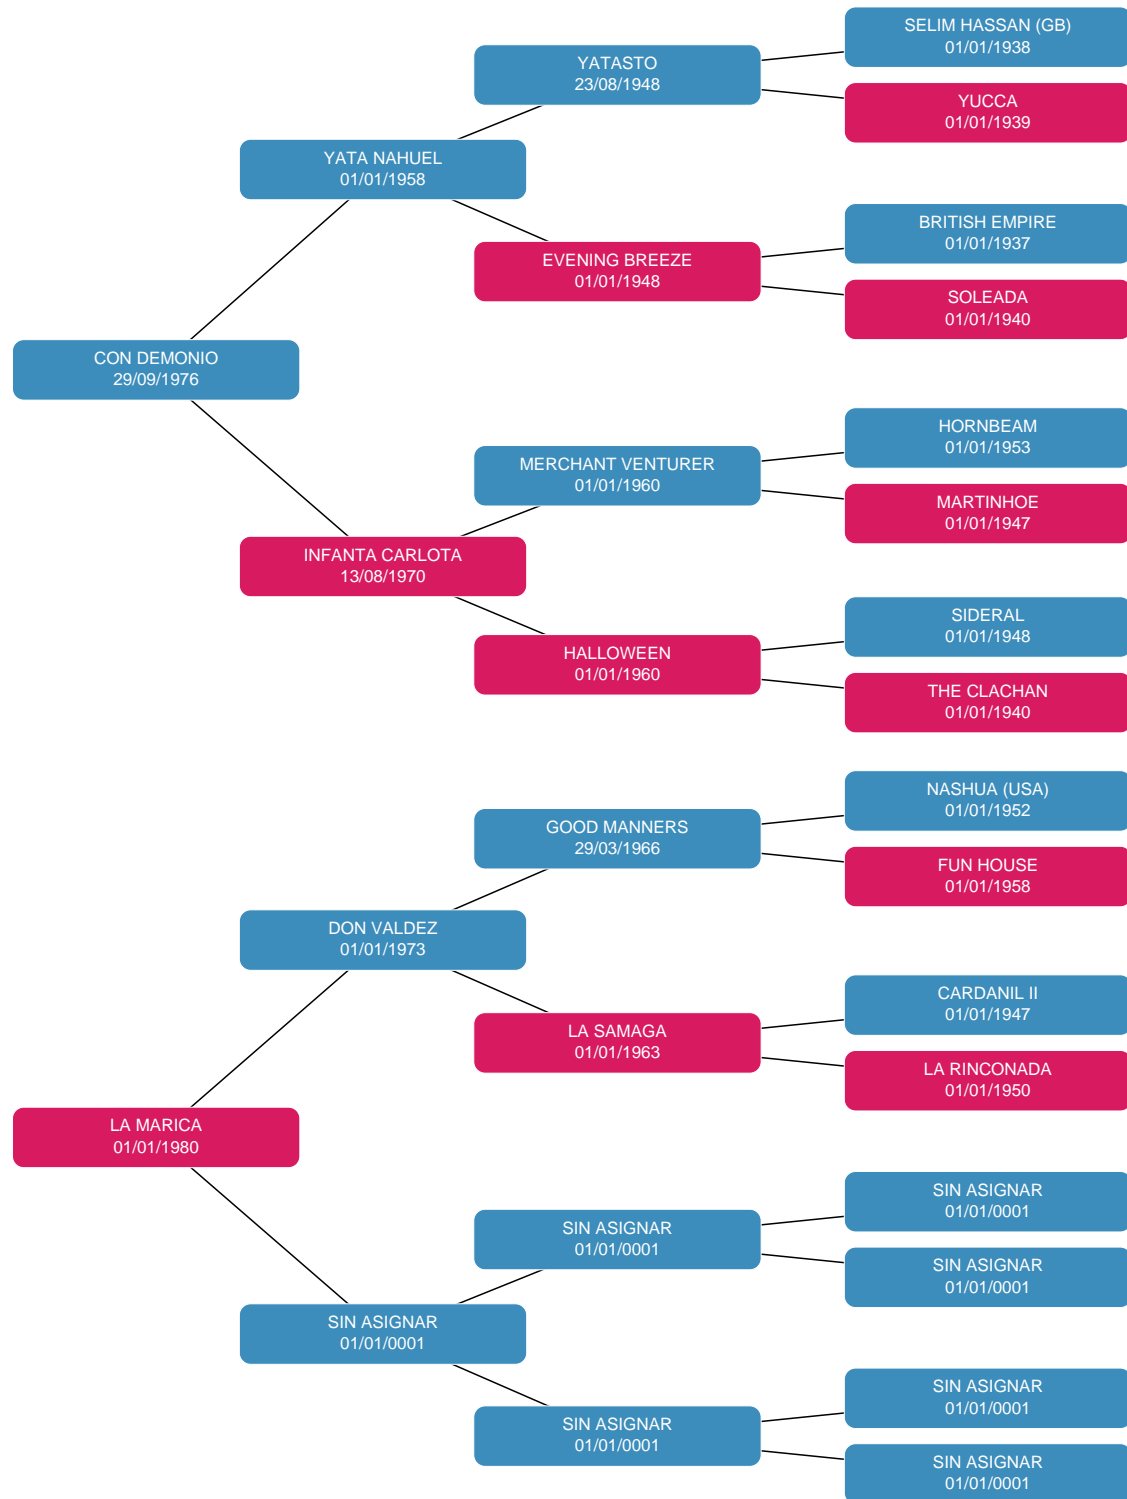 SELIM HASSAN (GB)
01/01/1938
YATASTO
23/08/1948
YUCCA
01/01/1939
YATA NAHUEL
01/01/1958
BRITISH EMPIRE
01/01/1937
EVENING BREEZE
01/01/1948
SOLEADA
01/01/1940
CON DEMONIO
29/09/1976
HORNBEAM
01/01/1953
MERCHANT VENTURER
01/01/1960
MARTINHOE
01/01/1947
INFANTA CARLOTA
13/08/1970
SIDERAL
01/01/1948
HALLOWEEN
01/01/1960
THE CLACHAN
01/01/1940
NASHUA (USA)
01/01/1952
GOOD MANNERS
29/03/1966
FUN HOUSE
01/01/1958
DON VALDEZ
01/01/1973
CARDANIL II
01/01/1947
LA SAMAGA
01/01/1963
LA RINCONADA
01/01/1950
LA MARICA
01/01/1980
SIN ASIGNAR
01/01/0001
SIN ASIGNAR
01/01/0001
SIN ASIGNAR
01/01/0001
SIN ASIGNAR
01/01/0001
SIN ASIGNAR
01/01/0001
SIN ASIGNAR
01/01/0001
SIN ASIGNAR
01/01/0001